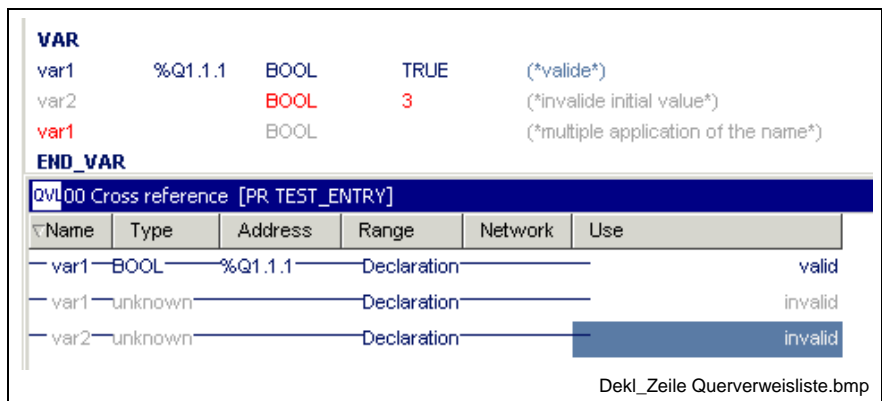 VAR
var1 %Q1.1.1 BOOL TRUE (*valide*)
var2 BOOL 3 (*invalide initial value*)
var1 BOOL (*multiple application of the name*)
END_VAR
QVL 00 Cross reference [PR TEST_ENTRY]
Name Type Address Range Network Use
var1 BOOL %Q1.1.1 Declaration valid
var1 unknown Declaration invalid
var2 unknown Declaration invalid
Dekl_Zeile Querverweisliste.bmp